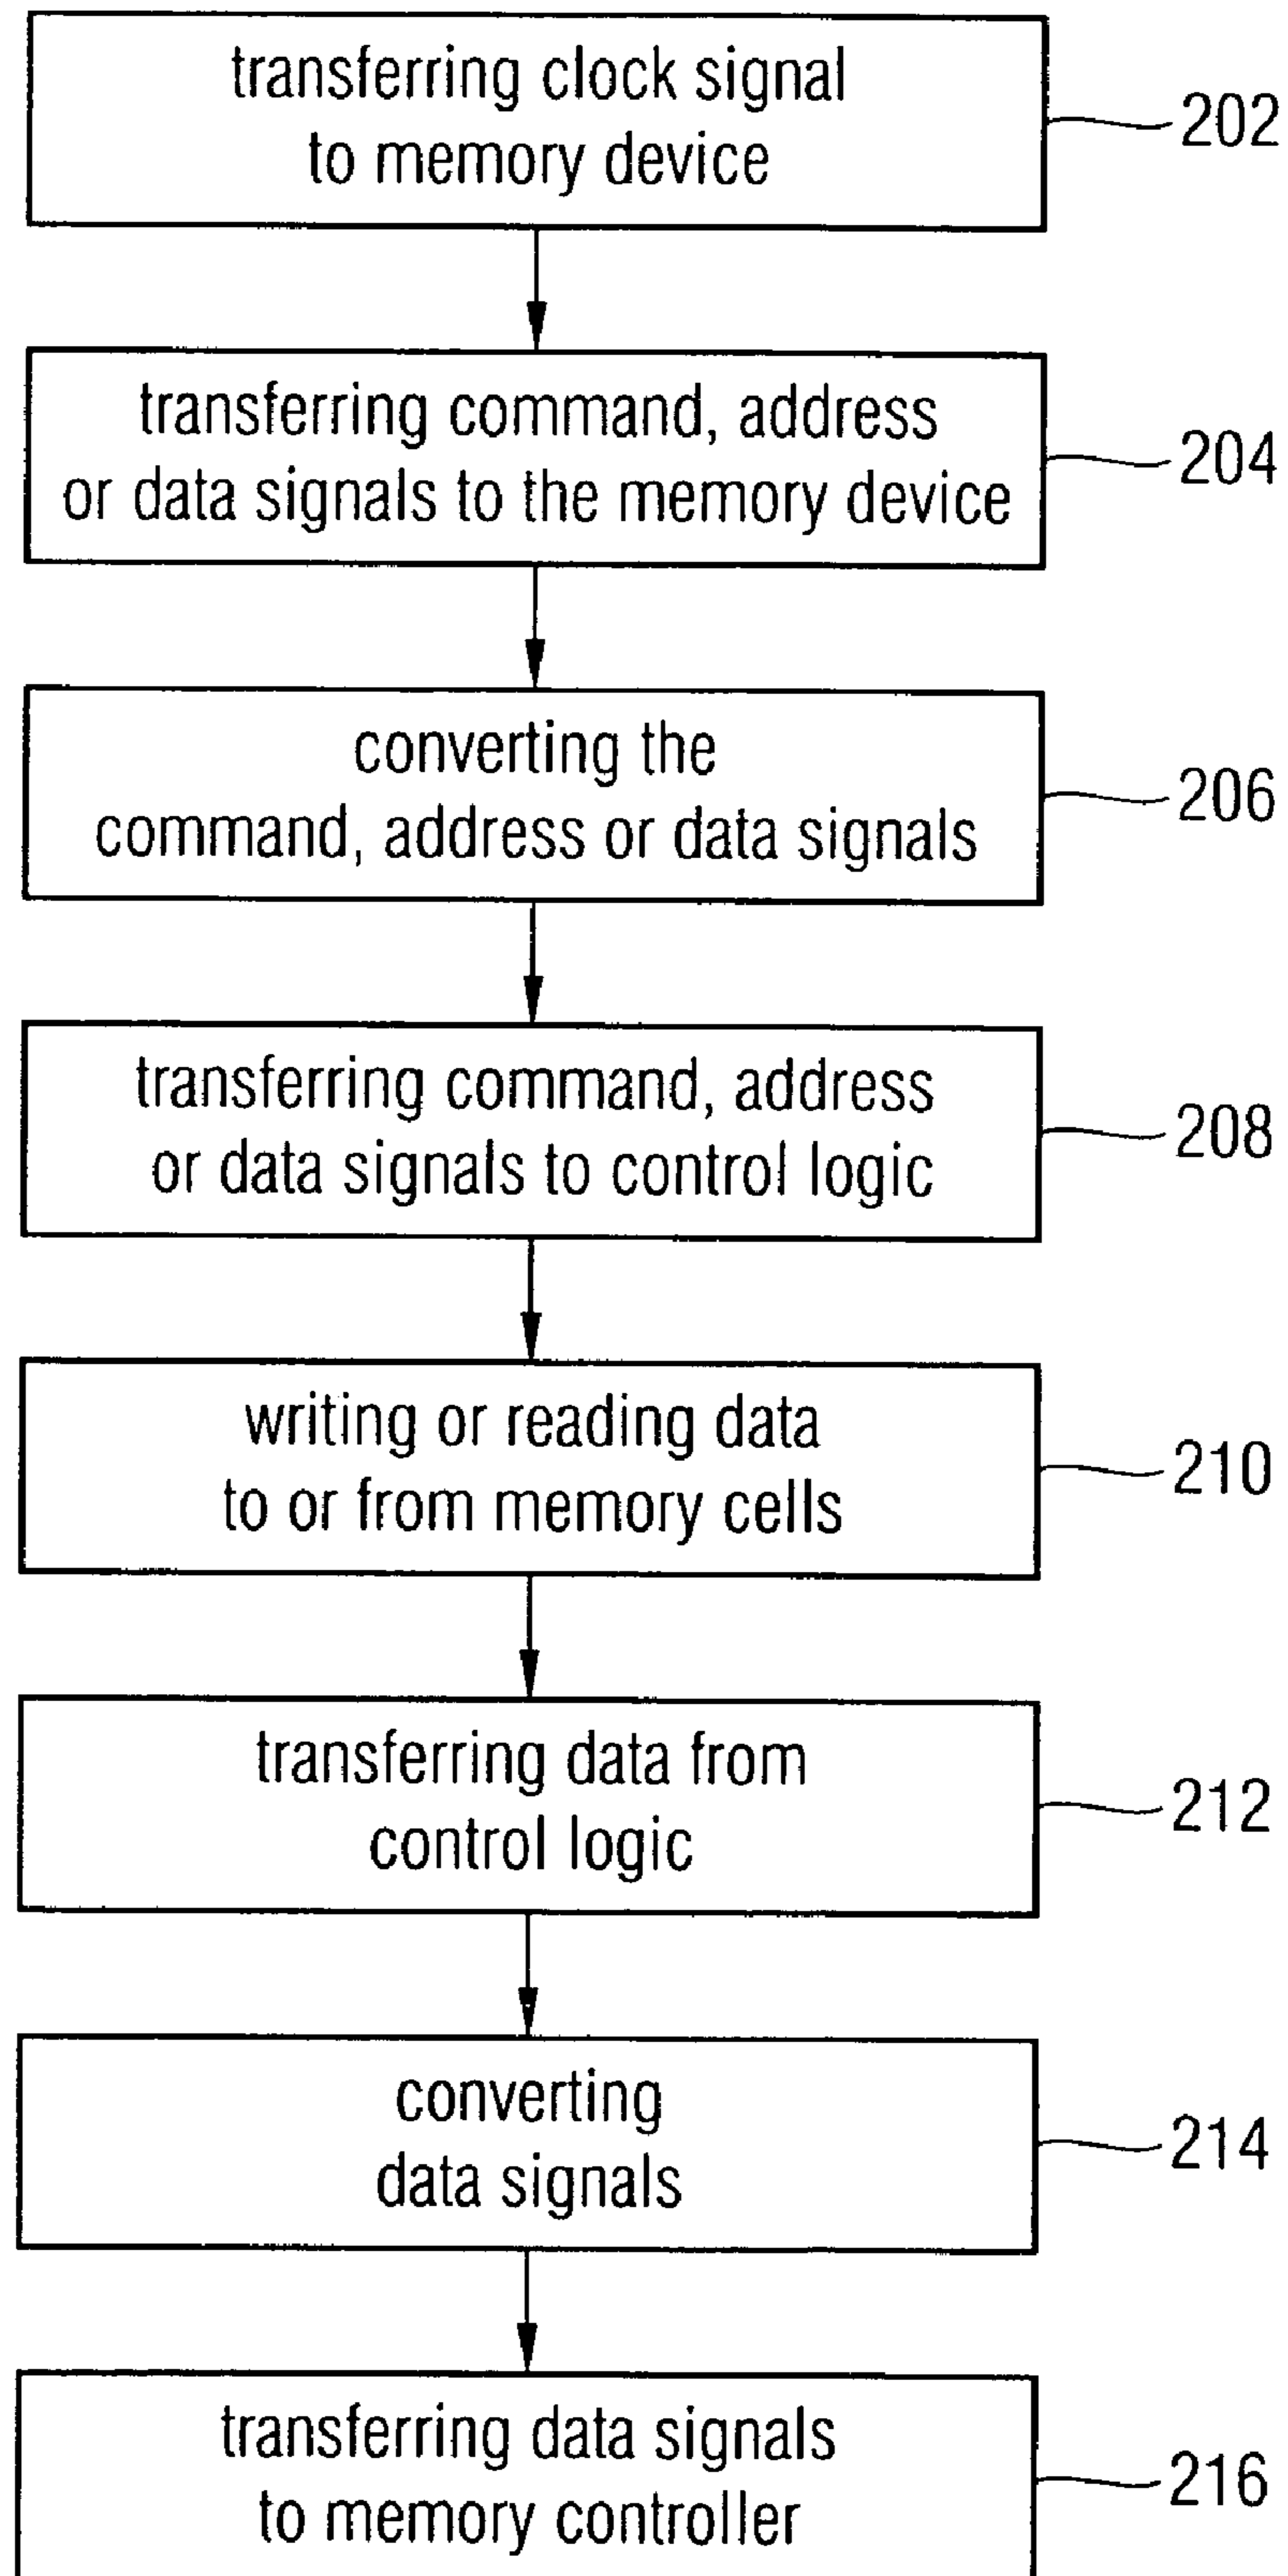 transferring clock signal
to memory device
202
transferring command, address
or data signals to the memory device
204
converting the
command, address or data signals
206
transferring command, address
or data signals to control logic
208
writing or reading data
to or from memory cells
210
transferring data from
control logic
212
converting
data signals
214
transferring data signals
to memory controller
216